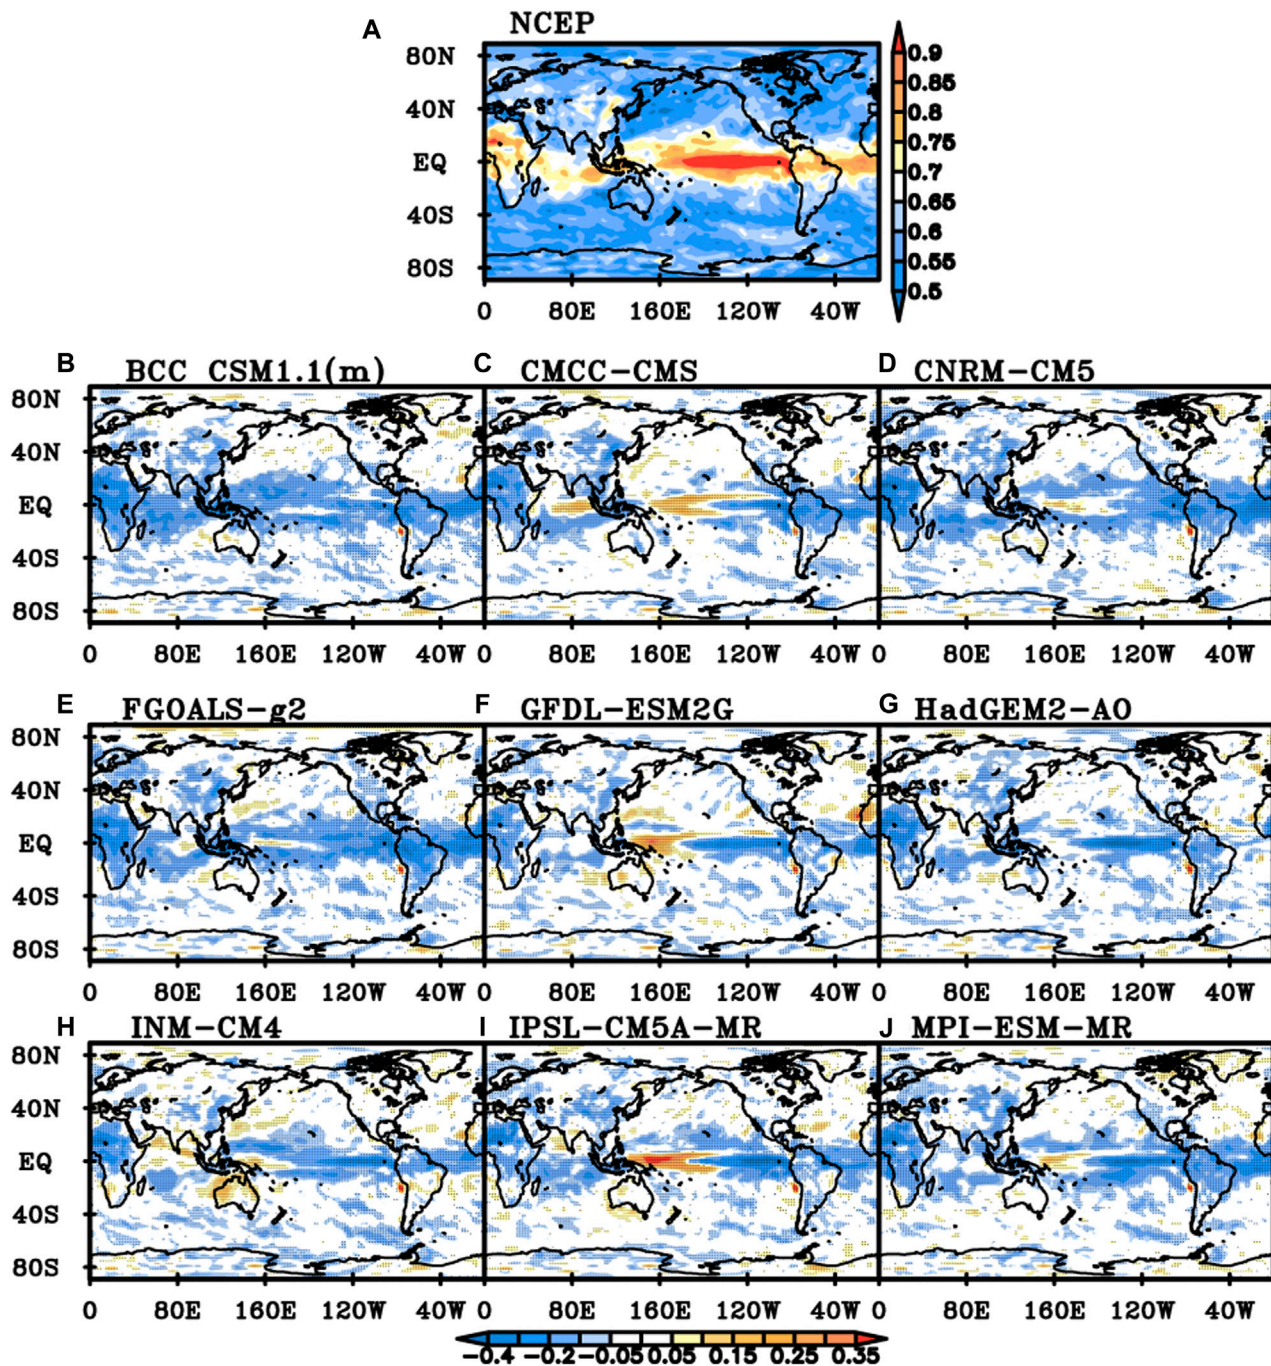 A NCEP
80N
40N
EQ
40S
80S
0 80E 160E 120W 40W
0.9
0.85
0.8
0.75
0.7
0.65
0.6
0.55
0.5
B BCC CSM1.1(m) C CMCC-CMS D CNRM-CM5
80N
40N
EQ
40S
80S
0 80E 160E 120W 40W 0 80E 160E 120W 40W 0 80E 160E 120W 40W
E FGOALS-g2 F GFDL-ESM2G G HadGEM2-AO
80N
40N
EQ
40S
80S
0 80E 160E 120W 40W 0 80E 160E 120W 40W 0 80E 160E 120W 40W
H INM-CM4 I IPSL-CM5A-MR J MPI-ESM-MR
80N
40N
EQ
40S
80S
0 80E 160E 120W 40W 0 80E 160E 120W 40W 0 80E 160E 120W 40W
-0.4 -0.2 -0.05 0.05 0.15 0.25 0.35